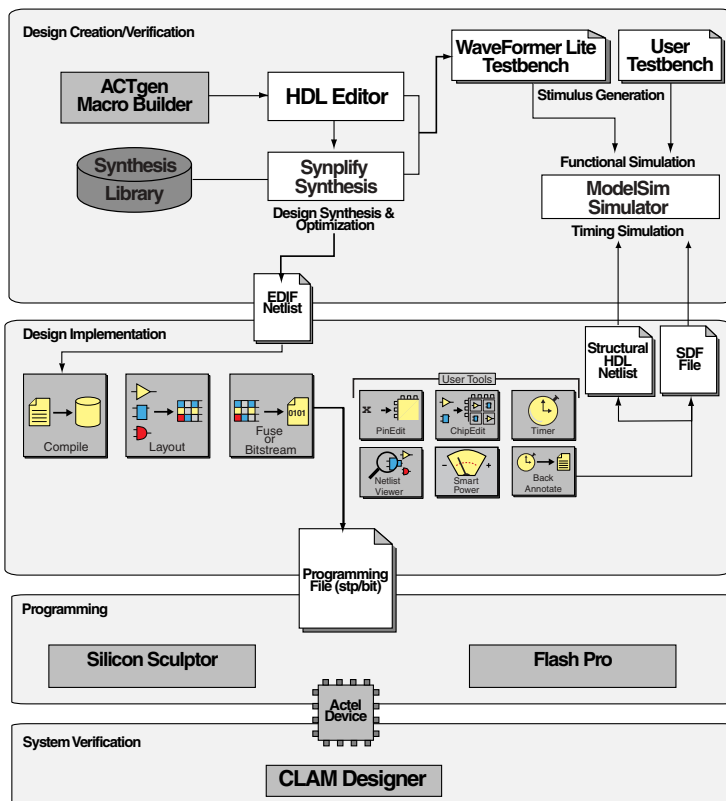 Design Creation/Verification
ACTgen
Macro Builder
HDL Editor
WaveFormer Lite
Testbench
User
Testbench
Stimulus Generation
Synthesis
Library
Synplify
Synthesis
Functional Simulation
ModelSim
Simulator
Timing Simulation
Design Synthesis &
Optimization
EDIF
Netlist
Design Implementation
Structural
HDL
Netlist
SDF
File
Compile
Layout
0101
Fuse
or
Bitstream
User Tools
X
PinEdit
ChipEdit
Timer
Netlist
Viewer
- +
Smart
Power
Back
Annotate
Programming
File (stp/bit)
Programming
Silicon Sculptor
Flash Pro
Actel
Device
System Verification
CLAM Designer